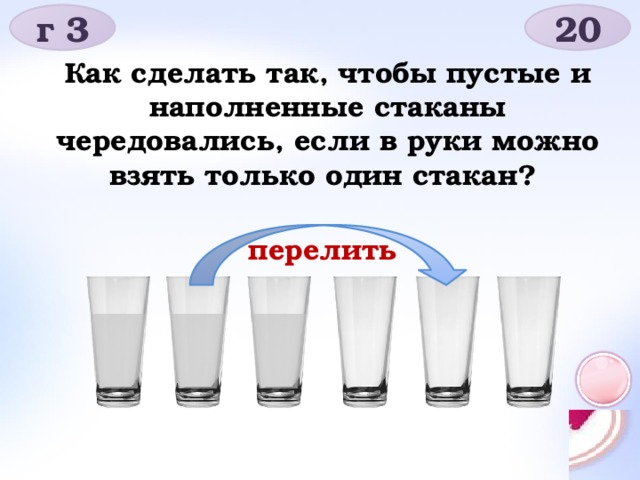 г 3
20
Как сделать так, чтобы пустые и
наполненные стаканы
чередовались, если в руки можно
взять только один стакан?
перелить